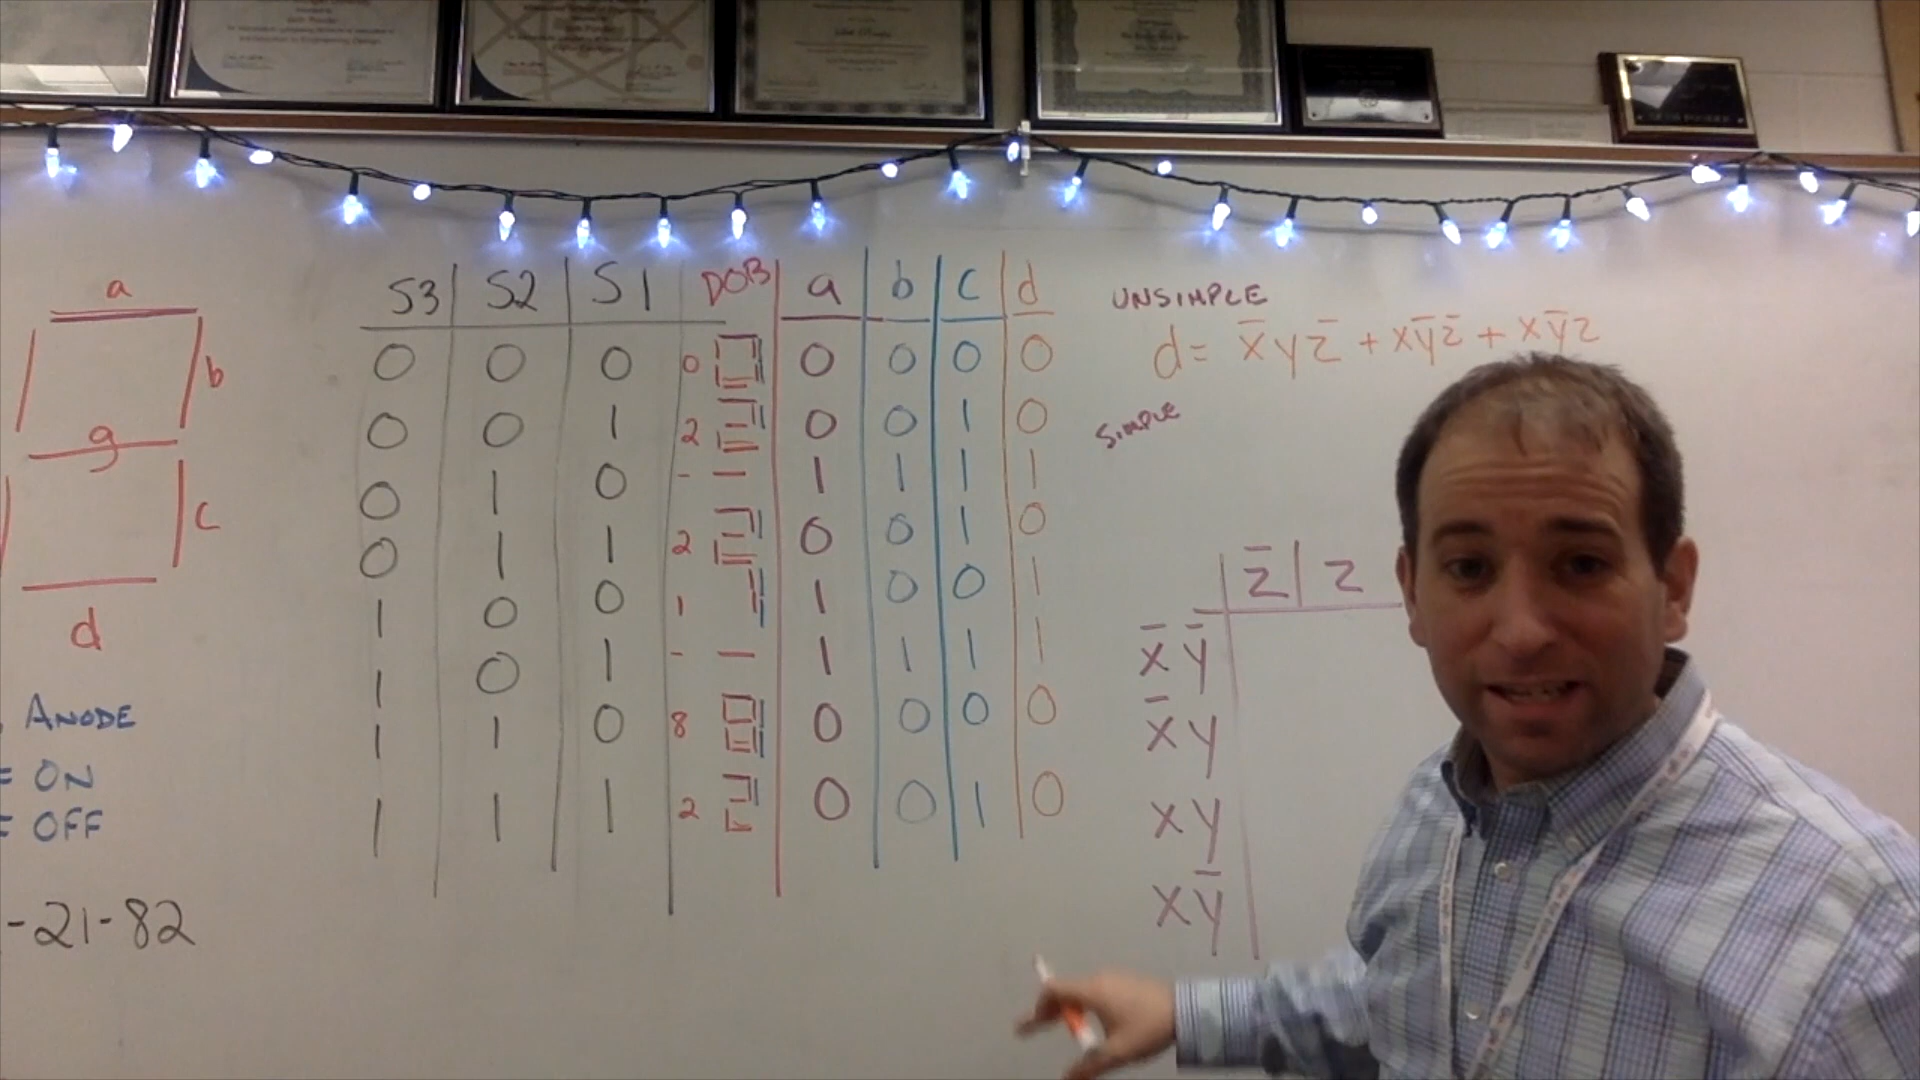 a
b
g
c
d
ANODE
= ON
= OFF
-21-82
S3 S2 S1 DOB a b c d
0 0 0 0 0 0 0 0
0 0 1 2 0 0 1 0
0 1 0 - 1 1 1 1
0 1 1 2 0 0 1 0
1 0 0 1 1 0 0 1
1 0 1 - 1 1 1 1
1 1 0 8 0 0 0 0
1 1 1 2 0 0 1 0
UNSIMPLE
d = x̄yz̄ + xȳz̄ + xȳz
SIMPLE
z̄ z
x̄ ȳ
x̄ y
x y
x ȳ